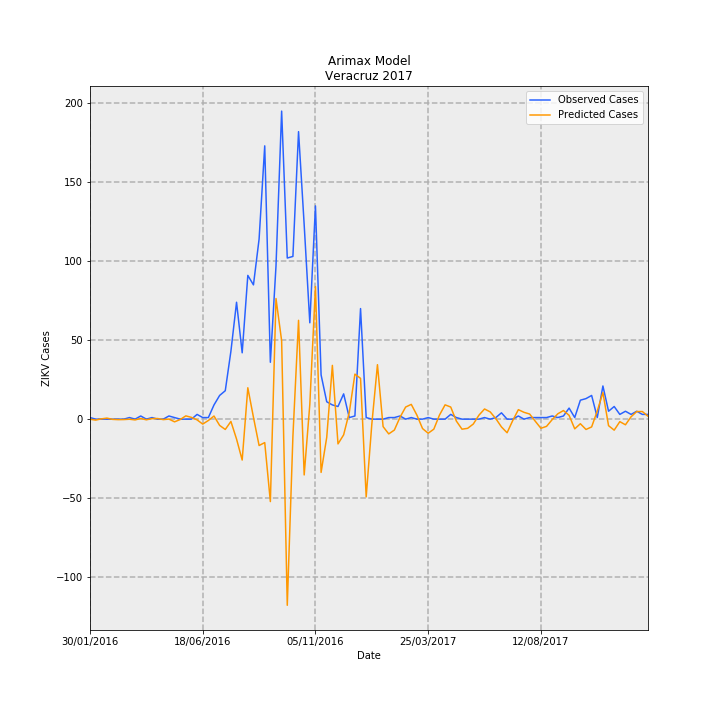 Arimax Model
Veracruz 2017
Observed Cases
Predicted Cases
200
150
100
50
0
−50
−100
ZIKV Cases
30/01/2016 18/06/2016 05/11/2016 25/03/2017 12/08/2017
Date